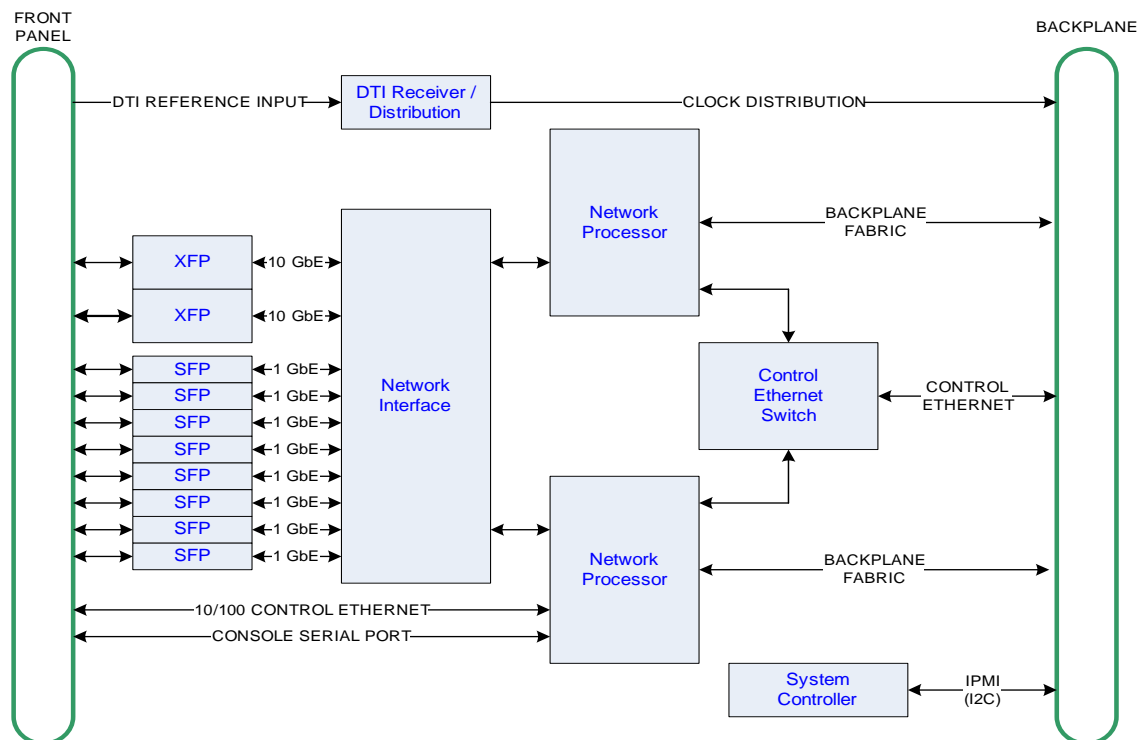 FRONT
PANEL
BACKPLANE
DTI REFERENCE INPUT
DTI Receiver /
Distribution
CLOCK DISTRIBUTION
Network
Processor
BACKPLANE
FABRIC
XFP
10 GbE
XFP
10 GbE
SFP
1 GbE
SFP
1 GbE
SFP
1 GbE
SFP
1 GbE
SFP
1 GbE
SFP
1 GbE
SFP
1 GbE
SFP
1 GbE
Network
Interface
Control
Ethernet
Switch
CONTROL
ETHERNET
Network
Processor
BACKPLANE
FABRIC
10/100 CONTROL ETHERNET
CONSOLE SERIAL PORT
System
Controller
IPMI
(I2C)